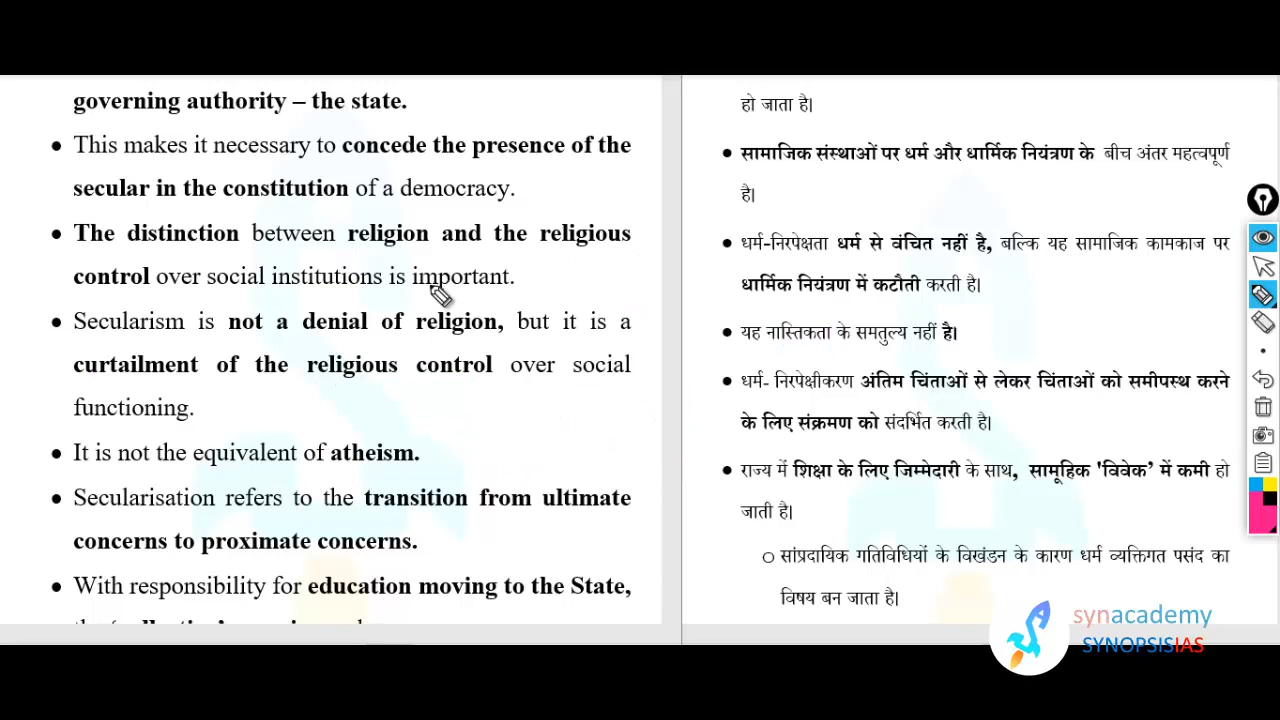 governing authority – the state.
• This makes it necessary to concede the presence of the
secular in the constitution of a democracy.
• The distinction between religion and the religious
control over social institutions is important.
• Secularism is not a denial of religion, but it is a
curtailment of the religious control over social
functioning.
• It is not the equivalent of atheism.
• Secularisation refers to the transition from ultimate
concerns to proximate concerns.
• With responsibility for education moving to the State,
हो जाता है।
• सामाजिक संस्थाओं पर धर्म और धार्मिक नियंत्रण के बीच अंतर महत्वपूर्ण
है।
• धर्म-निरपेक्षता धर्म से वंचित नहीं है, बल्कि यह सामाजिक कामकाज पर
धार्मिक नियंत्रण में कटौती करती है।
• यह नास्तिकता के समतुल्य नहीं है।
• धर्म- निरपेक्षीकरण अंतिम चिंताओं से लेकर चिंताओं को समीपस्थ करने
के लिए संक्रमण को संदर्भित करती है।
• राज्य में शिक्षा के लिए जिम्मेदारी के साथ, सामूहिक 'विवेक’ में कमी हो
जाती है।
o सांप्रदायिक गतिविधियों के विखंडन के कारण धर्म व्यक्तिगत पसंद का
विषय बन जाता है।
synacademy
SYNOPSISIAS